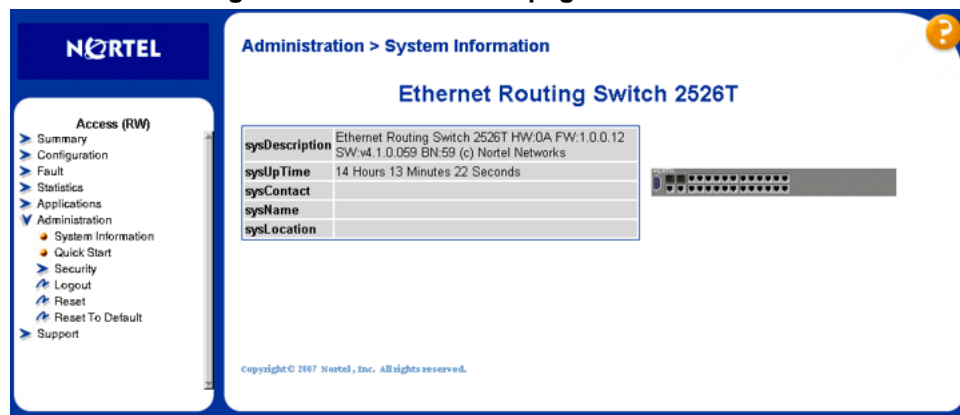 NORTEL
Administration > System Information
?
Ethernet Routing Switch 2526T
Access (RW)
Summary
Configuration
Fault
Statistics
Applications
Administration
System Information
Quick Start
Security
Logout
Reset
Reset To Default
Support
sysDescription Ethernet Routing Switch 2526T HW:0A FW:1.0.0.12
SW:v4.1.0.059 BN:59 (c) Nortel Networks
sysUpTime 14 Hours 13 Minutes 22 Seconds
sysContact
sysName
sysLocation
NORTEL
Copyright© 2007 Nortel, Inc. All rights reserved.